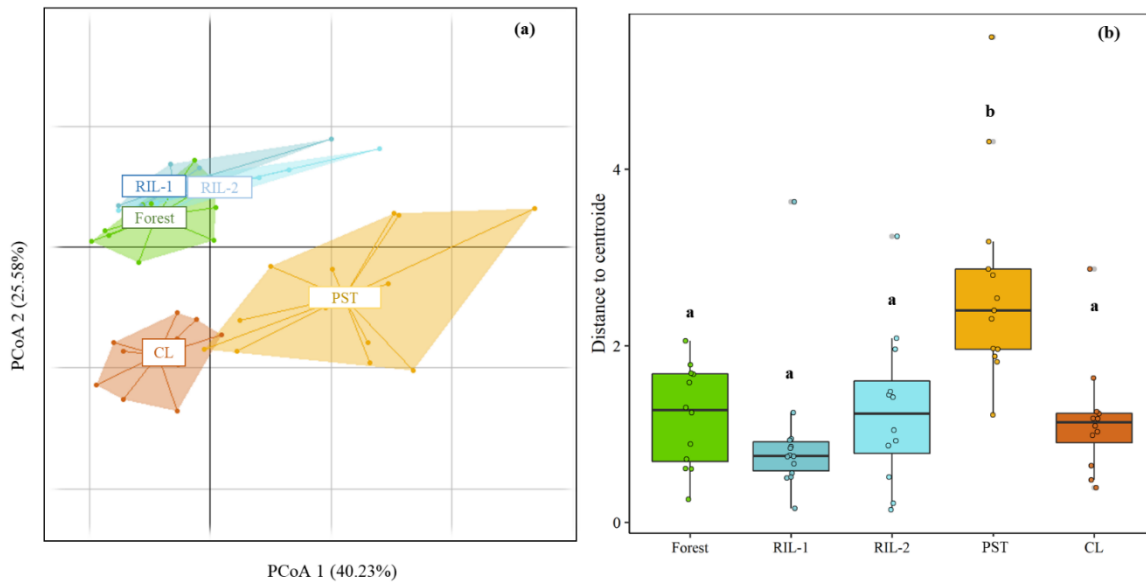 (a)
RIL-1
RIL-2
Forest
PST
CL
PCoA 2 (25.58%)
PCoA 1 (40.23%)
(b)
Distance to centroide
4
2
0
a
a
a
b
a
Forest
RIL-1
RIL-2
PST
CL